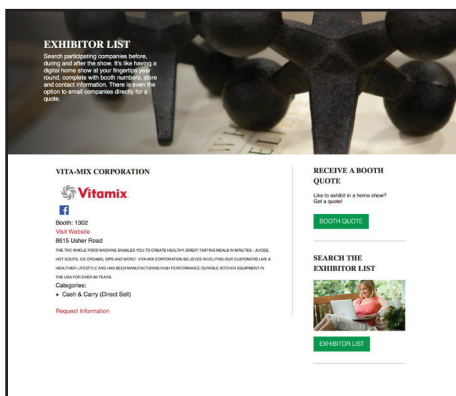 EXHIBITOR LIST
Search participating companies before,
during and after the show. It's like having a
digital home show at your fingertips year
round, complete with booth numbers, store
and contact information. There is even the
option to email companies directly for a
quote.
VITA-MIX CORPORATION
Vitamix
Booth: 1302
Visit Website
8615 Usher Road
THE TNC WHOLE FOOD MACHINE ENABLES YOU TO CREATE HEALTHY, GREAT-TASTING MEALS IN MINUTES - JUICES,
HOT SOUPS, ICE CREAMS, DIPS AND MORE! VITA-MIX CORPORATION BELIEVES IN HELPING OUR CUSTOMERS LIVE A
HEALTHIER LIFESTYLE AND HAS BEEN MANUFACTURING HIGH PERFORMANCE DURABLE KITCHEN EQUIPMENT IN
THE USA FOR OVER 80 YEARS.
Categories:
• Cash & Carry (Direct Sell)
Request Information
RECEIVE A BOOTH
QUOTE
Like to exhibit in a home show?
Get a quote!
BOOTH QUOTE
SEARCH THE
EXHIBITOR LIST
EXHIBITOR LIST